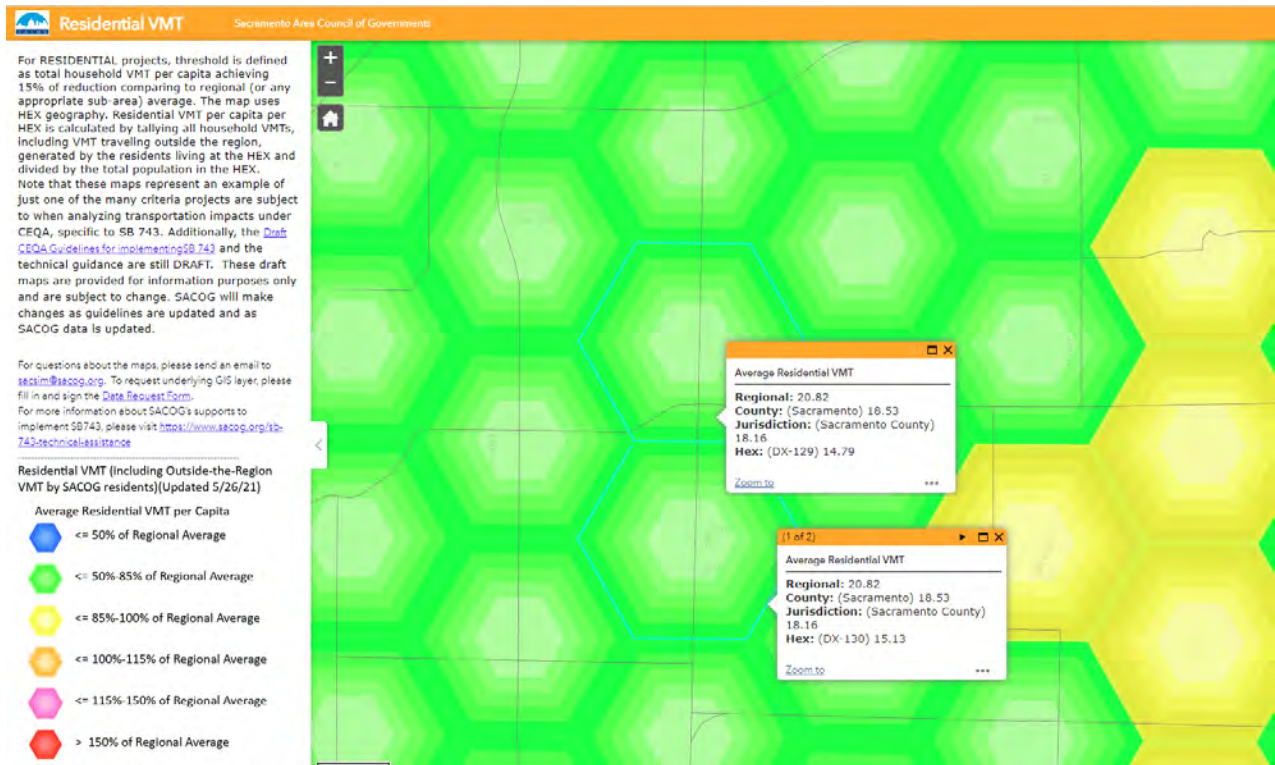 Residential VMT
Sacramento Area Council of Governments
For RESIDENTIAL projects, threshold is defined
as total household VMT per capita achieving
15% of reduction comparing to regional (or any
appropriate sub-area) average. The map uses
HEX geography. Residential VMT per capita per
HEX is calculated by tallying all household VMTs,
including VMT traveling outside the region,
generated by the residents living at the HEX and
divided by the total population in the HEX.
Note that these maps represent an example of
just one of the many criteria projects are subject
to when analyzing transportation impacts under
CEQA, specific to SB 743. Additionally, the Draft
CEQA Guidelines for implementingSB 743 and the
technical guidance are still DRAFT. These draft
maps are provided for information purposes only
and are subject to change. SACOG will make
changes as guidelines are updated and as
SACOG data is updated.
For questions about the maps, please send an email to
sacsim@sacog.org. To request underlying GIS layer, please
fill in and sign the Data Request Form.
For more information about SACOG's supports to
implement SB743, please visit https://www.sacog.org/sb-
743-technical-assistance
Residential VMT (Including Outside-the-Region
VMT by SACOG residents)(Updated 5/26/21)
Average Residential VMT per Capita
<= 50% of Regional Average
<= 50%-85% of Regional Average
<= 85%-100% of Regional Average
<= 100%-115% of Regional Average
<= 115%-150% of Regional Average
> 150% of Regional Average
+
−
Average Residential VMT
Regional: 20.82
County: (Sacramento) 18.53
Jurisdiction: (Sacramento County)
18.16
Hex: (DX-129) 14.79
Zoom to
(1 of 2)
Average Residential VMT
Regional: 20.82
County: (Sacramento) 18.53
Jurisdiction: (Sacramento County)
18.16
Hex: (DX-130) 15.13
Zoom to